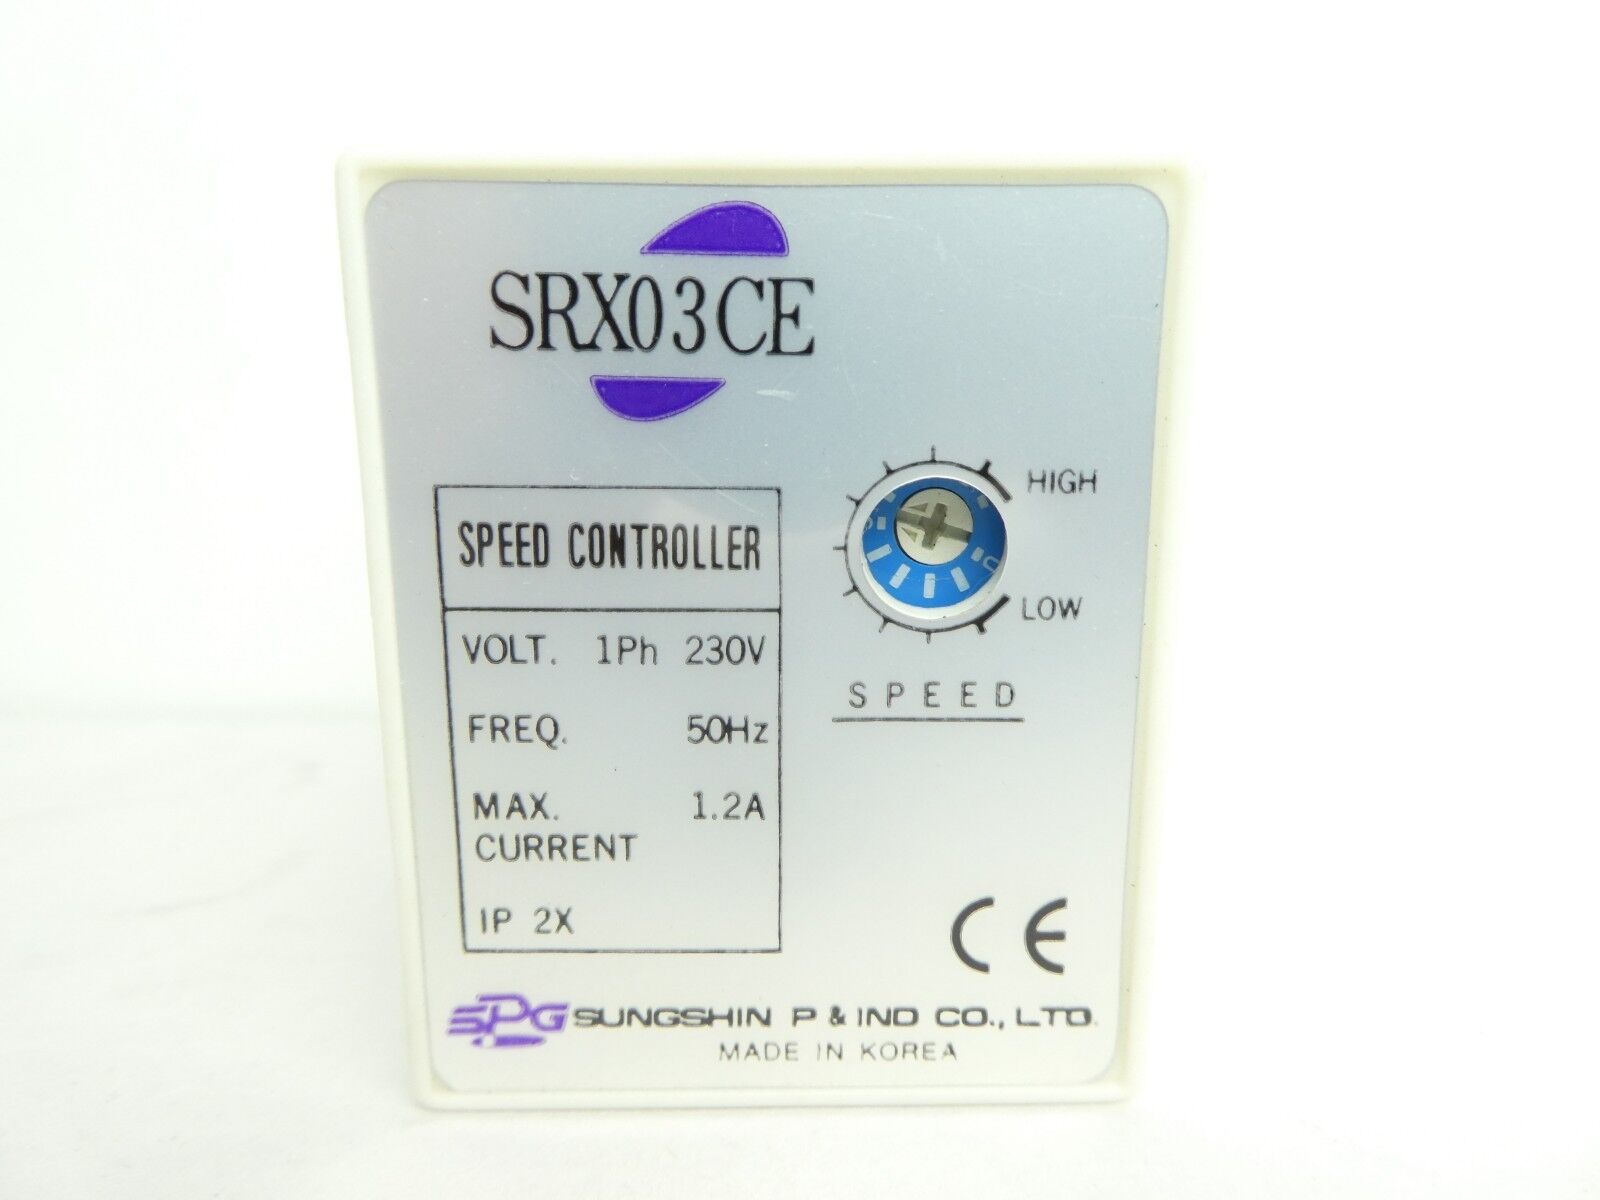 SRX03CE
SPEED CONTROLLER
VOLT. 1Ph 230V
FREQ. 50Hz
MAX. 1.2A
CURRENT
IP 2X
HIGH
LOW
SPEED
CE
SPG SUNGSHIN P & IND CO., LTD.
MADE IN KOREA